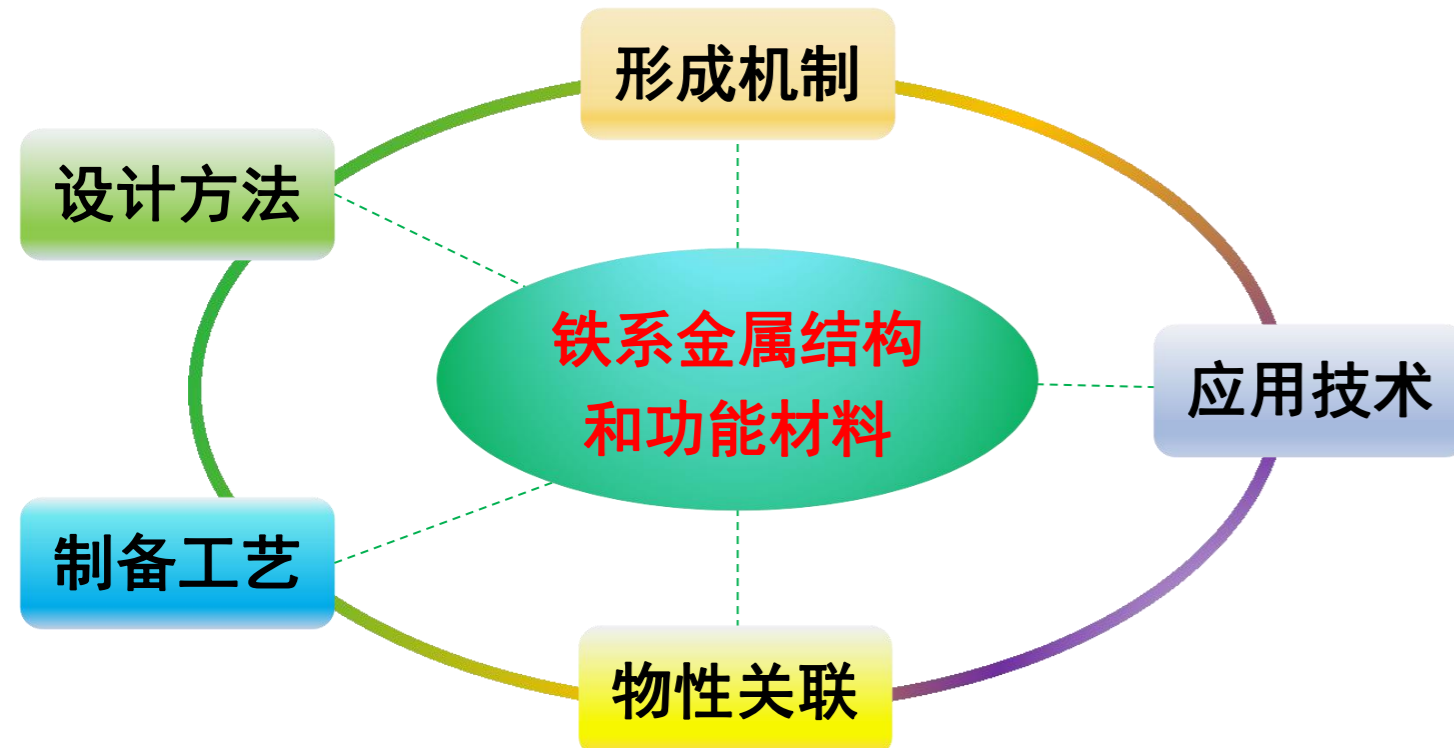 形成机制
设计方法
铁系金属结构
和功能材料
应用技术
制备工艺
物性关联